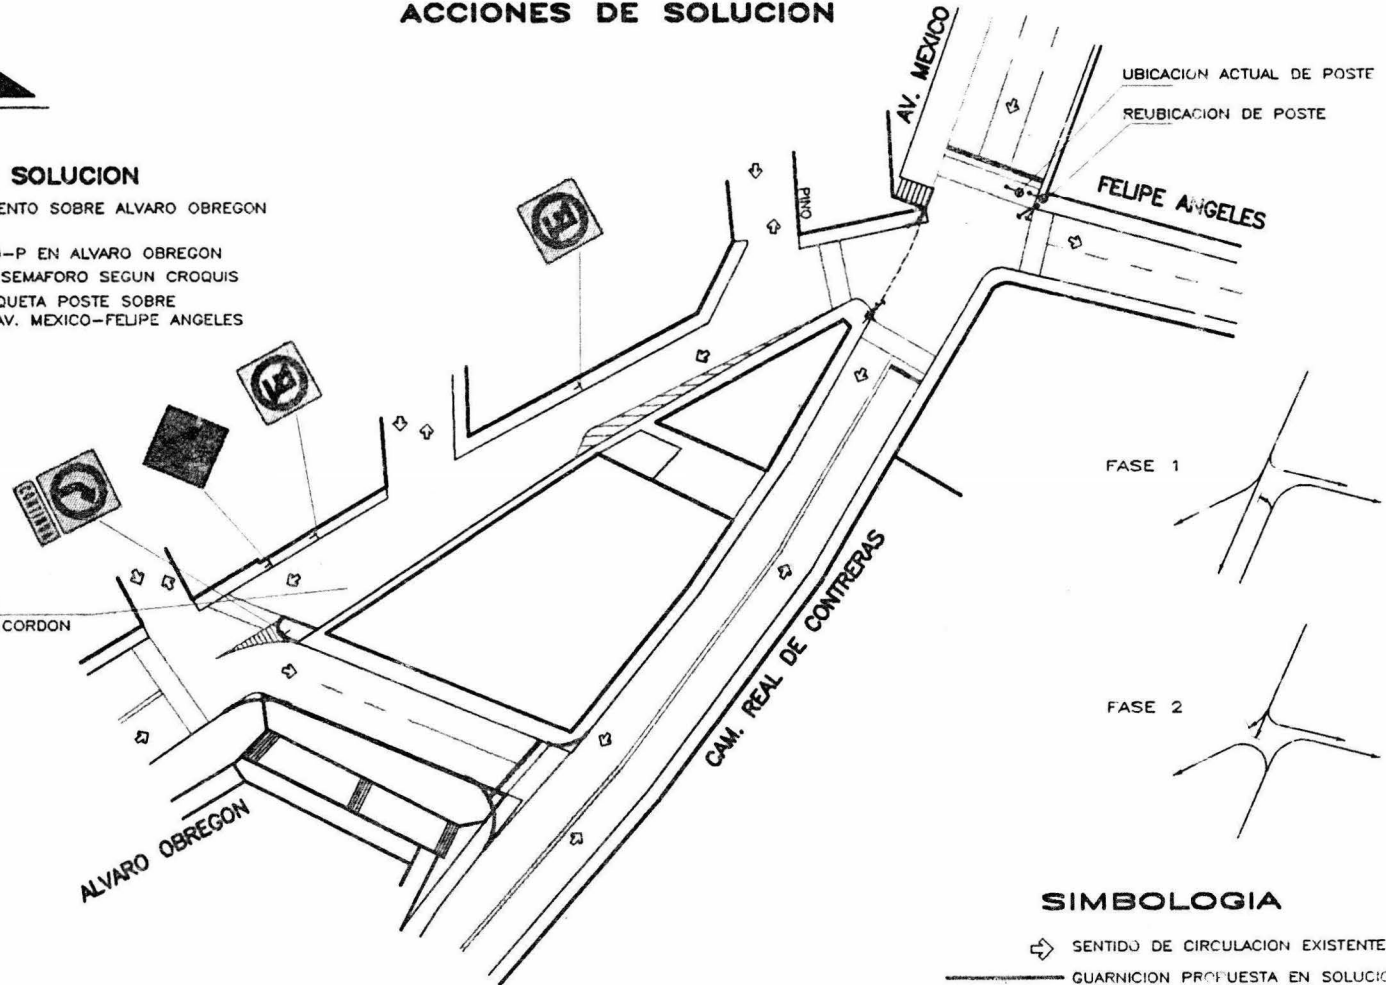 ACCIONES DE SOLUCION
AV. MEXICO
UBICACION ACTUAL DE POSTE
REUBICACION DE POSTE
SOLUCION
ENTO SOBRE ALVARO OBREGON
-P EN ALVARO OBREGON
SEMAFORO SEGUN CROQUIS
QUETA POSTE SOBRE
AV. MEXICO-FELIPE ANGELES
PINO
FELIPE ANGELES
E
E
CONTINUA
CORDON
CAM. REAL DE CONTRERAS
ALVARO OBREGON
FASE 1
FASE 2
SIMBOLOGIA
SENTIDO DE CIRCULACION EXISTENTE
GUARNICION PROPUESTA EN SOLUCIO